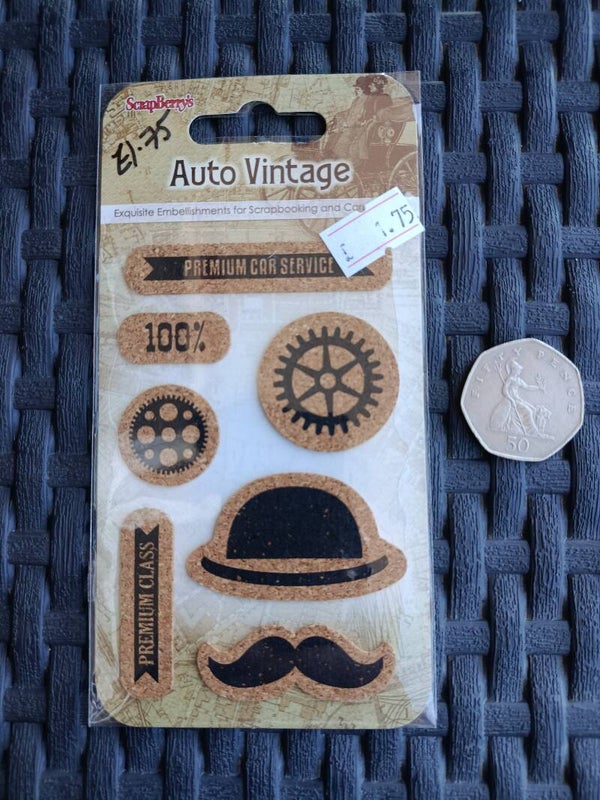 ScrapBerry's
£1.75
Auto Vintage
Exquisite Embellishments for Scrapbooking and
£ 1.75
PREMIUM CAR SERVICE
100%
PREMIUM CLASS
FIFTY PENCE
50